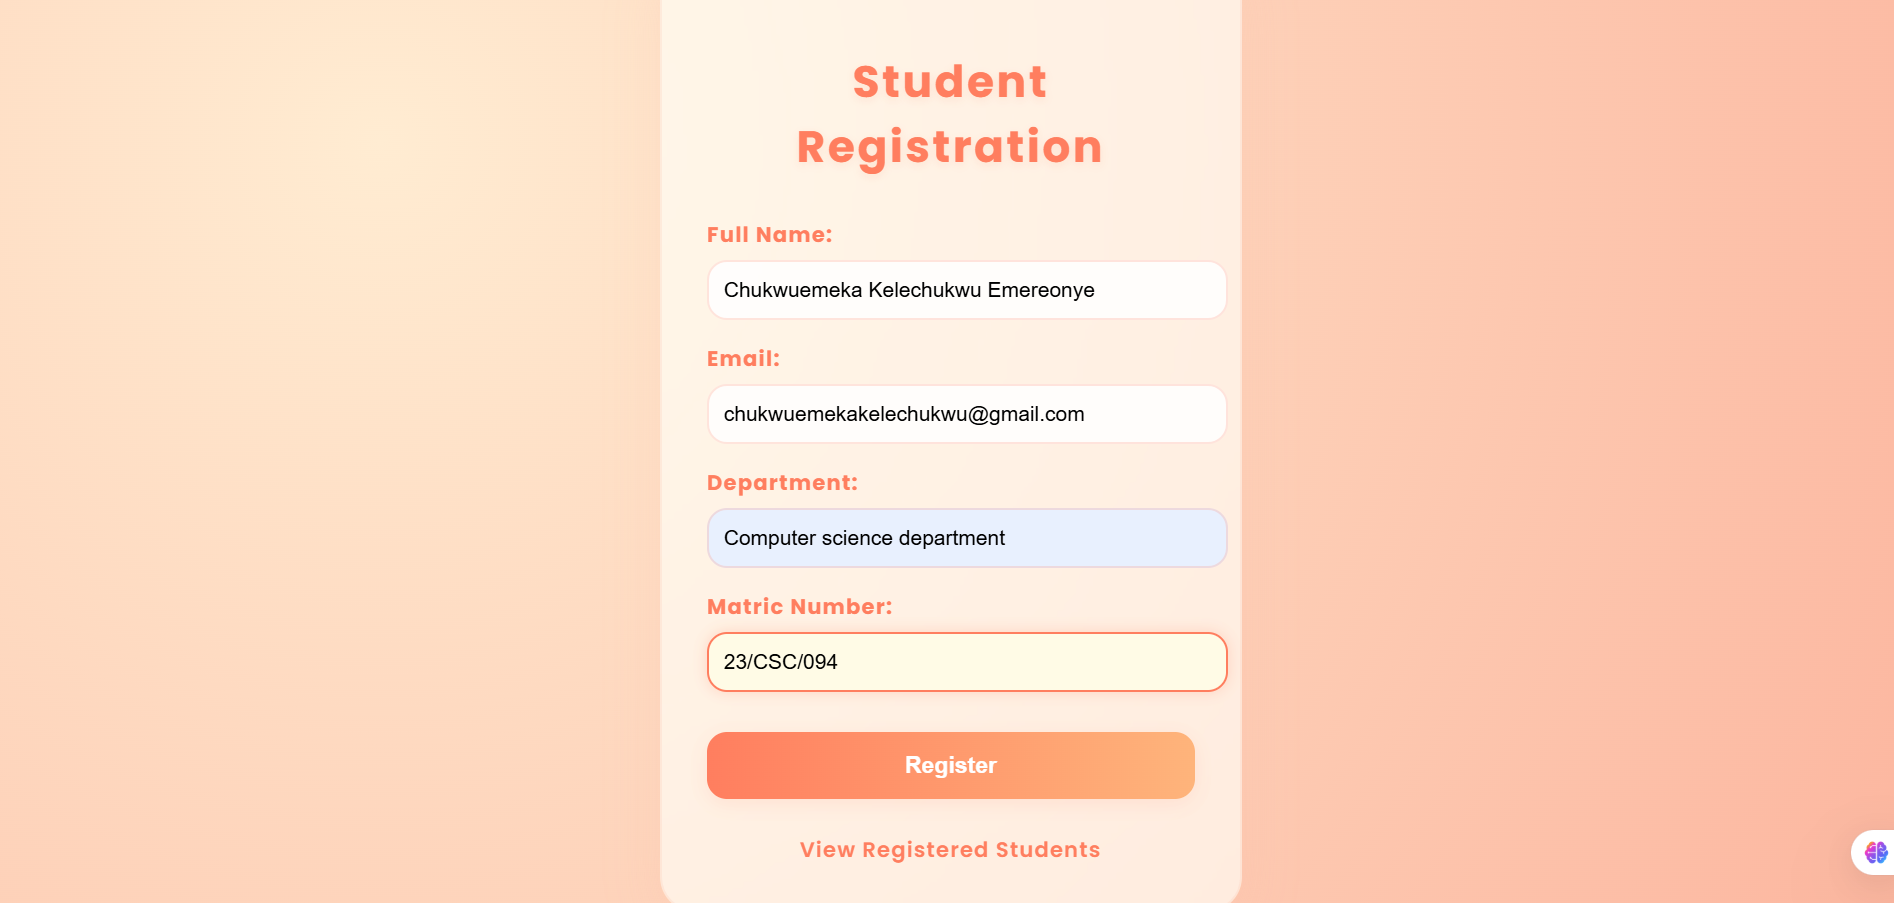 Student
Registration
Full Name:
Chukwuemeka Kelechukwu Emereonye
Email:
chukwuemekakelechukwu@gmail.com
Department:
Computer science department
Matric Number:
23/CSC/094
Register
View Registered Students